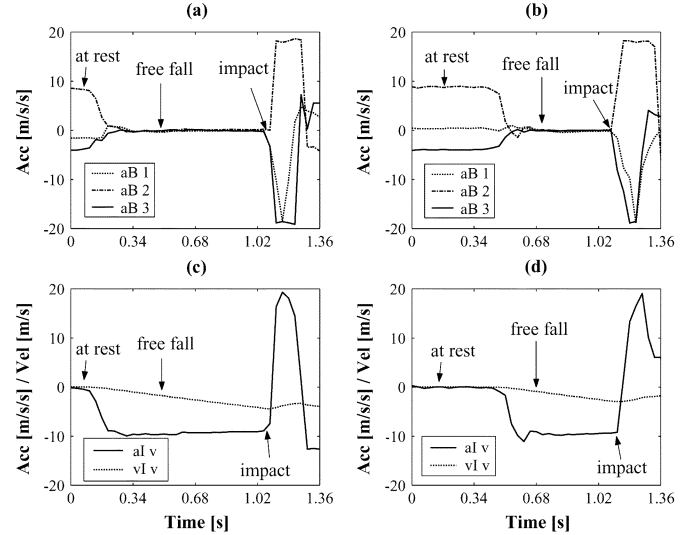 (a)
(b)
20
10
0
-10
-20
Acc [m/s/s]
at rest
free fall
impact
aB 1
aB 2
aB 3
0
0.34
0.68
1.02
1.36
20
10
0
-10
-20
Acc [m/s/s]
at rest
free fall
impact
aB 1
aB 2
aB 3
0
0.34
0.68
1.02
1.36
(c)
(d)
20
10
0
-10
-20
Acc [m/s/s] / Vel [m/s]
at rest
free fall
impact
aI v
vI v
0
0.34
0.68
1.02
1.36
Time [s]
20
10
0
-10
-20
Acc [m/s/s] / Vel [m/s]
at rest
free fall
impact
aI v
vI v
0
0.34
0.68
1.02
1.36
Time [s]